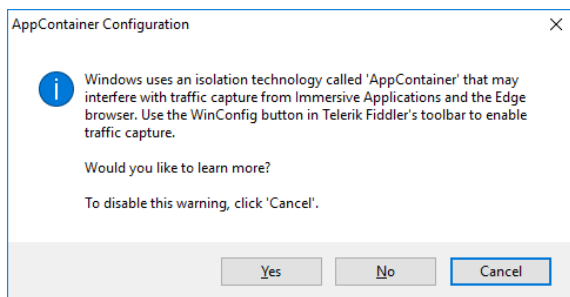 AppContainer Configuration
Windows uses an isolation technology called 'AppContainer' that may
interfere with traffic capture from Immersive Applications and the Edge
browser. Use the WinConfig button in Telerik Fiddler's toolbar to enable
traffic capture.
Would you like to learn more?
To disable this warning, click 'Cancel'.
Yes No Cancel